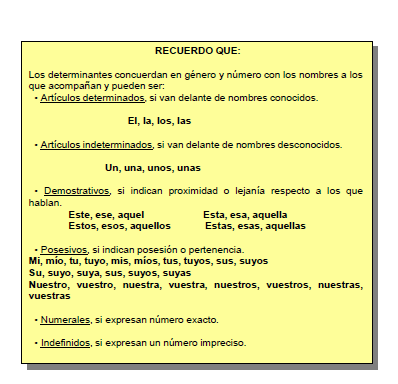 RECUERDO QUE:
Los determinantes concuerdan en género y número con los nombres a los
que acompañan y pueden ser:
• Artículos determinados, si van delante de nombres conocidos.
El, la, los, las
• Artículos indeterminados, si van delante de nombres desconocidos.
Un, una, unos, unas
• Demostrativos, si indican proximidad o lejanía respecto a los que
hablan.
Este, ese, aquel Esta, esa, aquella
Estos, esos, aquellos Estas, esas, aquellas
• Posesivos, si indican posesión o pertenencia.
Mi, mío, tu, tuyo, mis, míos, tus, tuyos, sus, suyos
Su, suyo, suya, sus, suyos, suyas
Nuestro, vuestro, nuestra, vuestra, nuestros, vuestros, nuestras,
vuestras
• Numerales, si expresan número exacto.
• Indefinidos, si expresan un número impreciso.